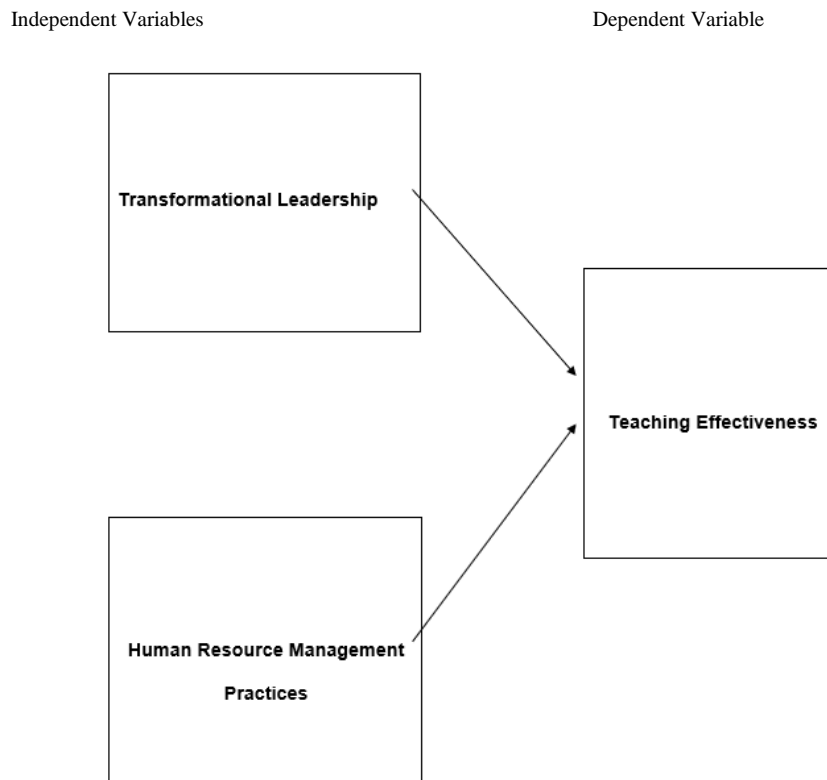 Independent Variables
Dependent Variable
Transformational Leadership
Teaching Effectiveness
Human Resource Management
Practices